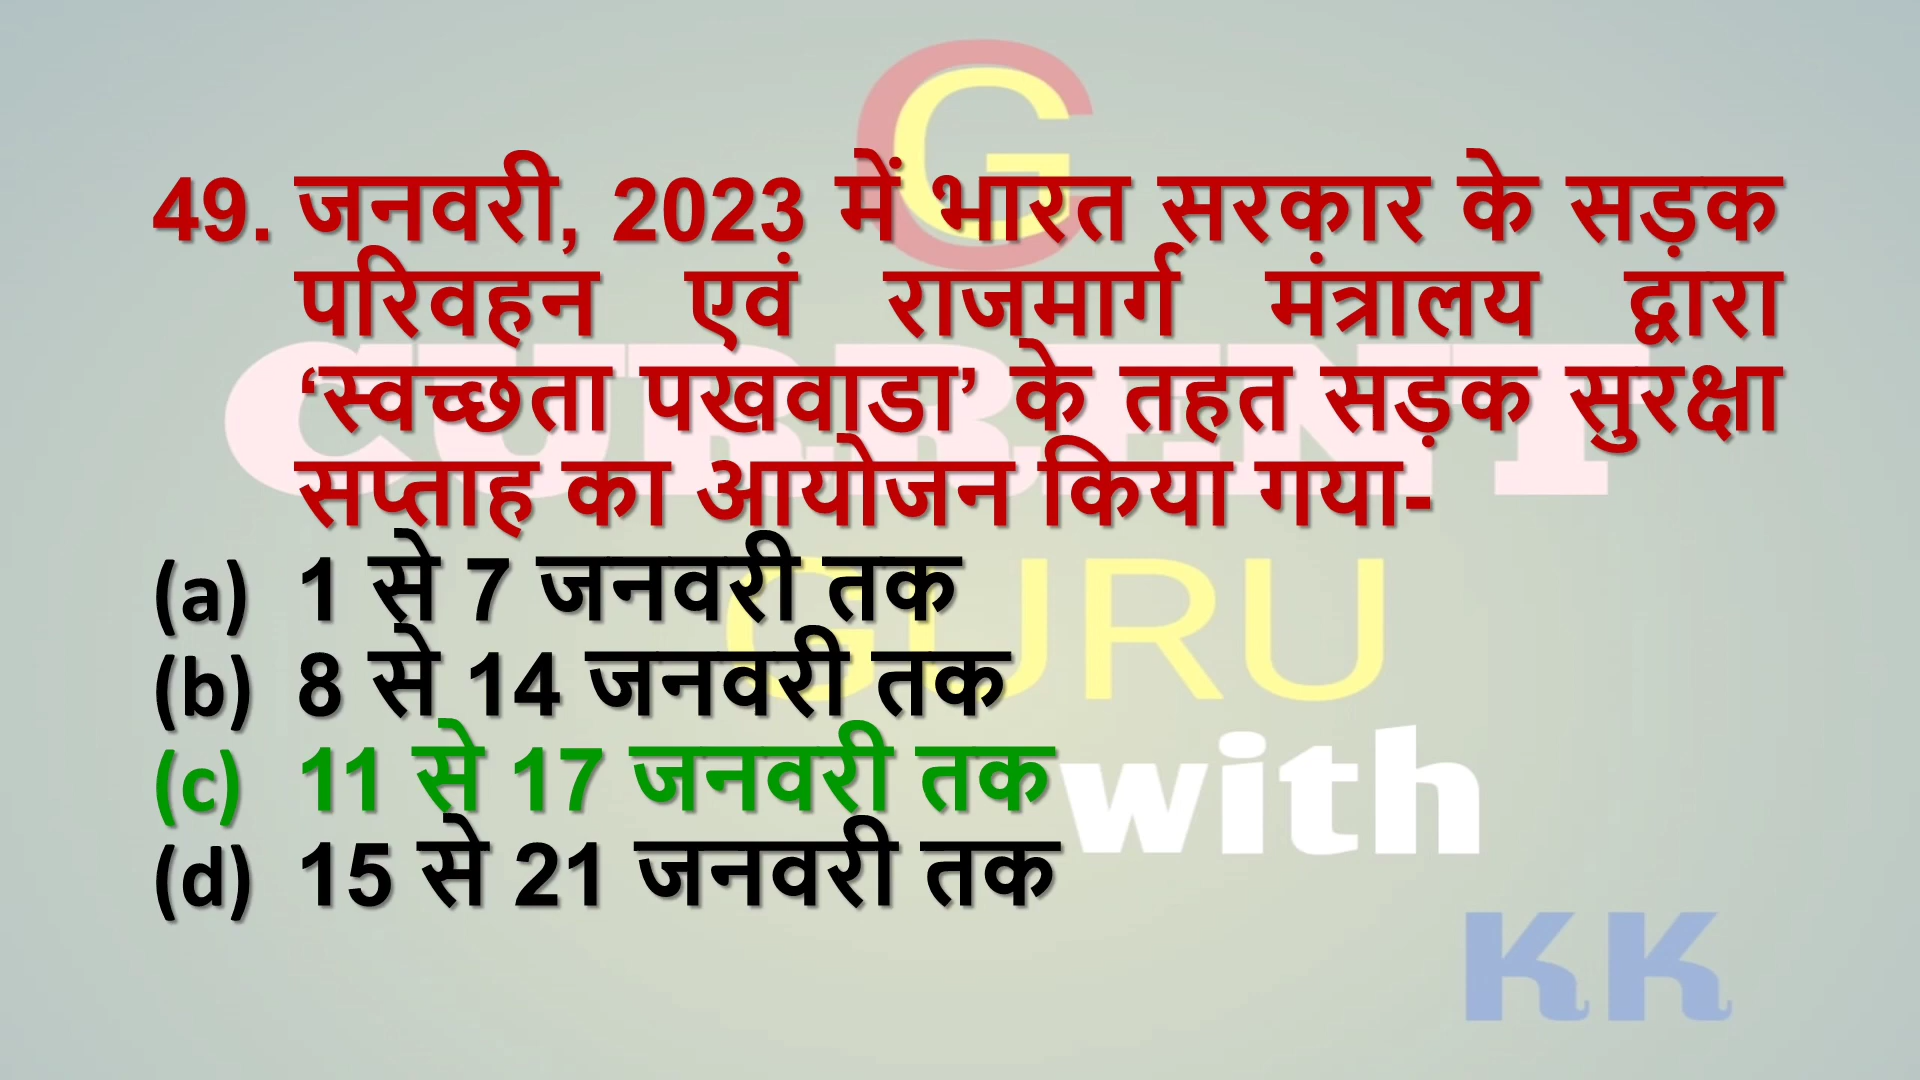 G
49. जनवरी, 2023 में भारत सरकार के सड़क
परिवहन एवं राजमार्ग मंत्रालय द्वारा
‘स्वच्छता पखवाडा’ के तहत सड़क सुरक्षा
सप्ताह का आयोजन किया गया-
CURRENT
(a) 1 से 7 जनवरी तक
GURU
(b) 8 से 14 जनवरी तक
(c) 11 से 17 जनवरी तक
with
(d) 15 से 21 जनवरी तक
KK